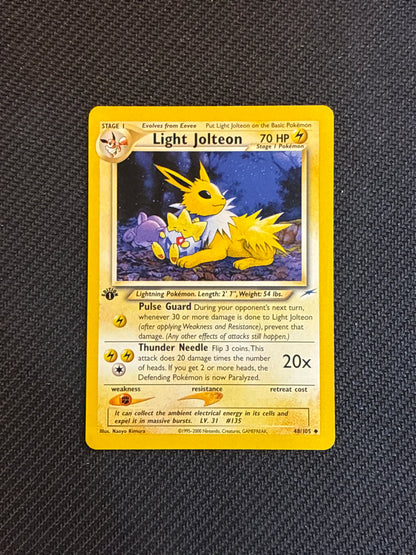 STAGE 1 Evolves from Eevee Put Light Jolteon on the Basic Pokémon
Light Jolteon 70 HP
Stage 1 Pokémon
EDITION
1
Lightning Pokémon. Length: 2' 7", Weight: 54 lbs.
Pulse Guard During your opponent's next turn,
whenever 30 or more damage is done to Light Jolteon
(after applying Weakness and Resistance), prevent that
damage. (Any other effects of attacks still happen.)
Thunder Needle Flip 3 coins. This
attack does 20 damage times the
number of heads. If you get 2 or more heads, the
Defending Pokémon is now Paralyzed.
20x
weakness resistance retreat cost
It can collect the ambient electrical energy in its cells and
expel it in massive bursts. LV. 31 #135
Illus. Naoyo Kimura ©1995-2000 Nintendo, Creatures, GAMEFREAK. 48/105